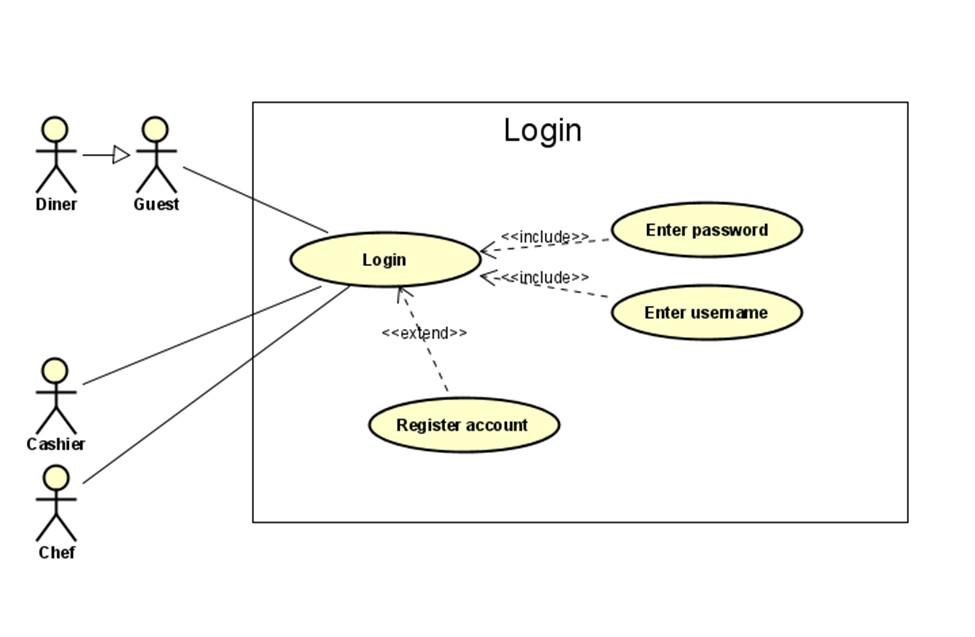 Login
Diner
Guest
Enter password
<<include>>
Login
<<include>>
Enter username
<<extend>>
Register account
Cashier
Chef